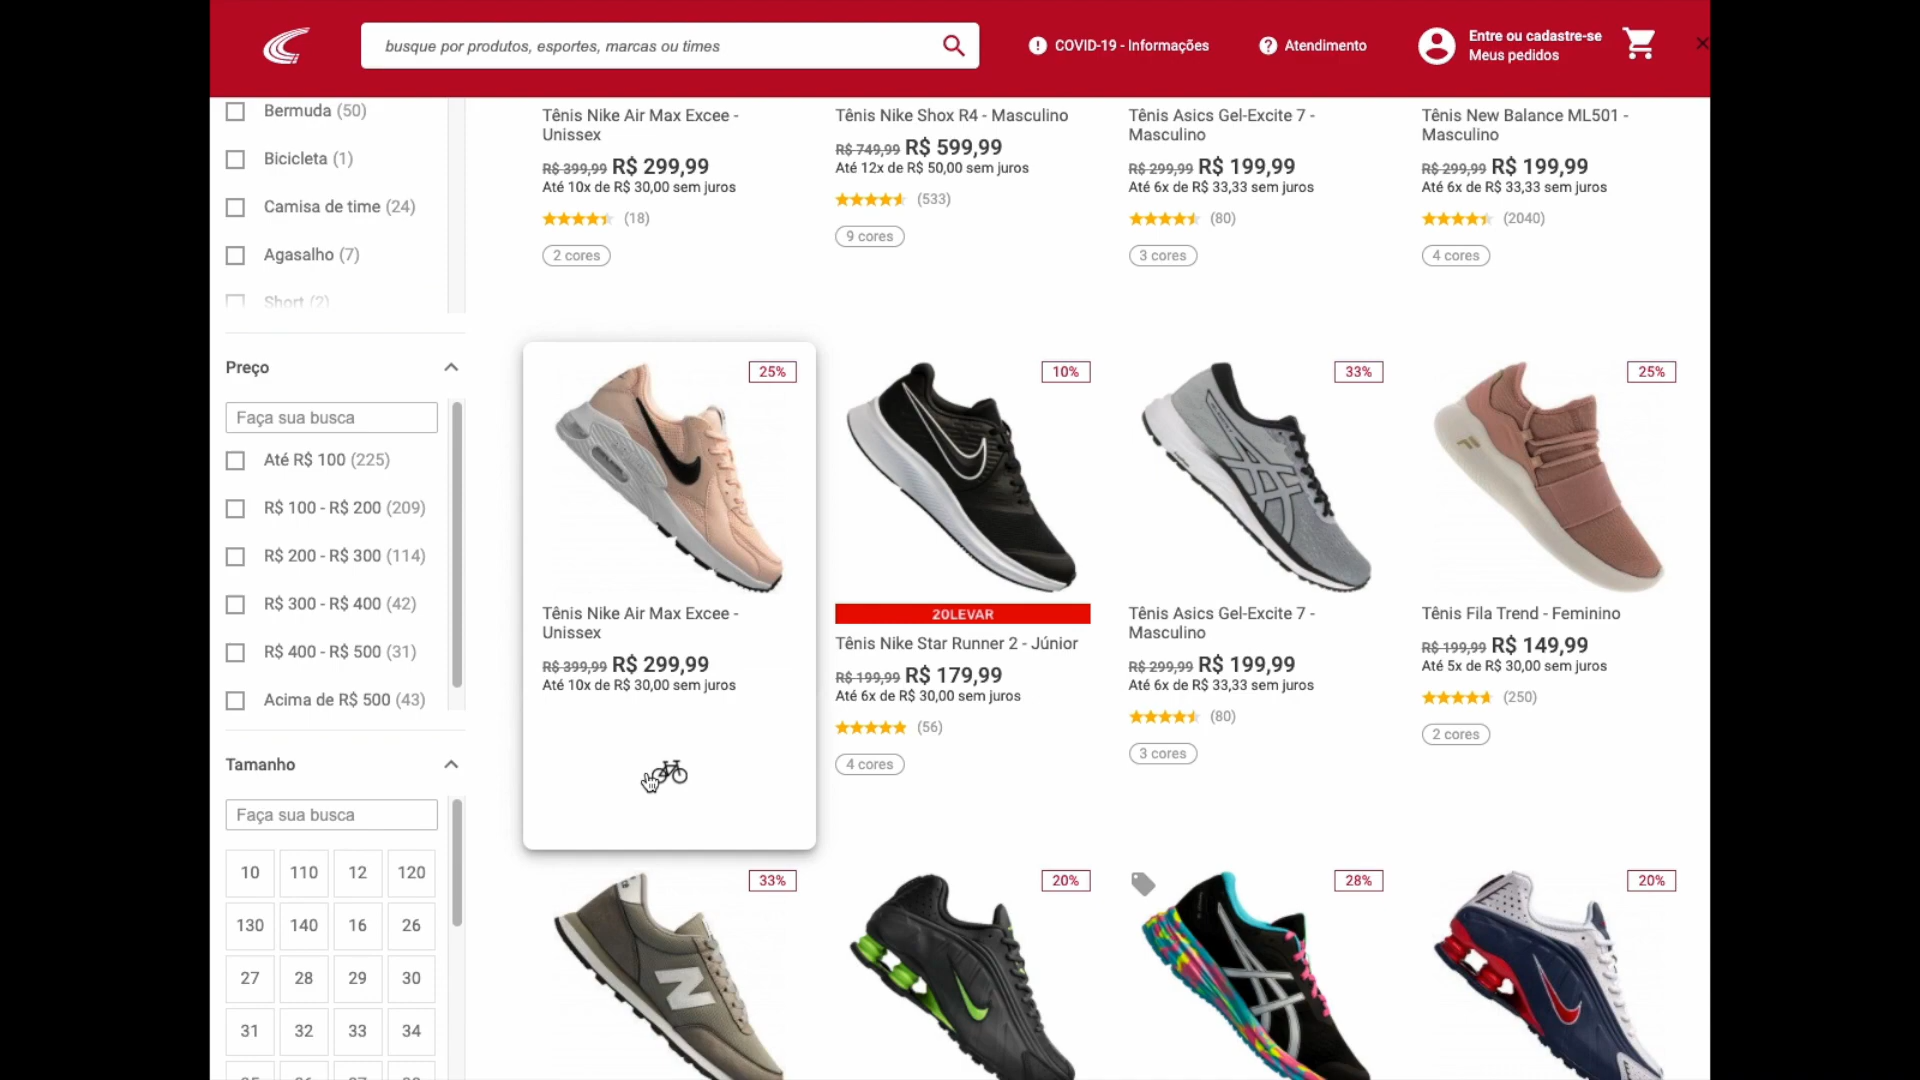 busque por produtos, esportes, marcas ou times
COVID-19 - Informações
Atendimento
Entre ou cadastre-se
Meus pedidos
Bermuda (50)
Bicicleta (1)
Camisa de time (24)
Agasalho (7)
Short (2)
Preço
Faça sua busca
Até R$ 100 (225)
R$ 100 - R$ 200 (209)
R$ 200 - R$ 300 (114)
R$ 300 - R$ 400 (42)
R$ 400 - R$ 500 (31)
Acima de R$ 500 (43)
Tamanho
Faça sua busca
10 110 12 120
130 140 16 26
27 28 29 30
31 32 33 34
Tênis Nike Air Max Excee -
Unissex
R$ 399,99 R$ 299,99
Até 10x de R$ 30,00 sem juros
(18)
2 cores
Tênis Nike Shox R4 - Masculino
R$ 749,99 R$ 599,99
Até 12x de R$ 50,00 sem juros
(533)
9 cores
Tênis Asics Gel-Excite 7 -
Masculino
R$ 299,99 R$ 199,99
Até 6x de R$ 33,33 sem juros
(80)
3 cores
Tênis New Balance ML501 -
Masculino
R$ 299,99 R$ 199,99
Até 6x de R$ 33,33 sem juros
(2040)
4 cores
25%
Tênis Nike Air Max Excee -
Unissex
R$ 399,99 R$ 299,99
Até 10x de R$ 30,00 sem juros
10%
20LEVAR
Tênis Nike Star Runner 2 - Júnior
R$ 199,99 R$ 179,99
Até 6x de R$ 30,00 sem juros
(56)
4 cores
33%
Tênis Asics Gel-Excite 7 -
Masculino
R$ 299,99 R$ 199,99
Até 6x de R$ 33,33 sem juros
(80)
3 cores
25%
Tênis Fila Trend - Feminino
R$ 199,99 R$ 149,99
Até 5x de R$ 30,00 sem juros
(250)
2 cores
33%
N
20%
28%
20%